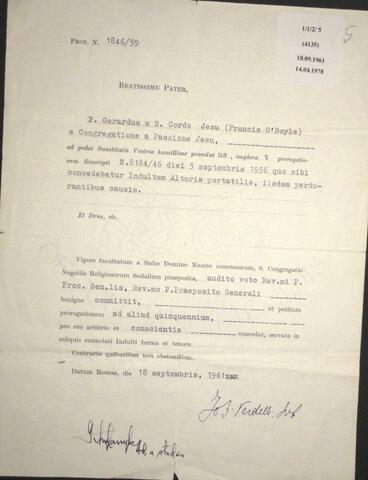 1/1/2/ 5
(4135)
18.09.1961
14.04.1978
5
PROT. N. 1846/59
BEATISSIME PATER,
P. Gerardus a S. Corde Jesu (Francis O'Boyle)
e Congregatione a Passione Jesu,
ad pedes Sanctitatis Vestrae humillime provolutus, implorat prorogatio-
nem Rescripti N.8184/46 diei 5 septembris 1956 quo sibi
concedebatur Indultum Altaris portatilis, iisdem perdu-
rantibus causis.
Et Deus, etc.
Vigore facultatum a Ssmo Domino Nostro concessarum, S. Congregatio
Negotiis Religiosorum Sodalium praeposita, audito voto Rev.mi P.
Proc. Gen.lis, Rev.mo P.Praeposito Generali
benigne committit, ut petitam
prorogationem ad aliud quinquennium,
pro suo arbitrio et conscientia concedat, servata in
reliquis enunciati Indulti forma et tenore.
Contrariis quibuslibet non obstantibus.
Datum Romae, die 18 septembris, 1961
Ad a studiis